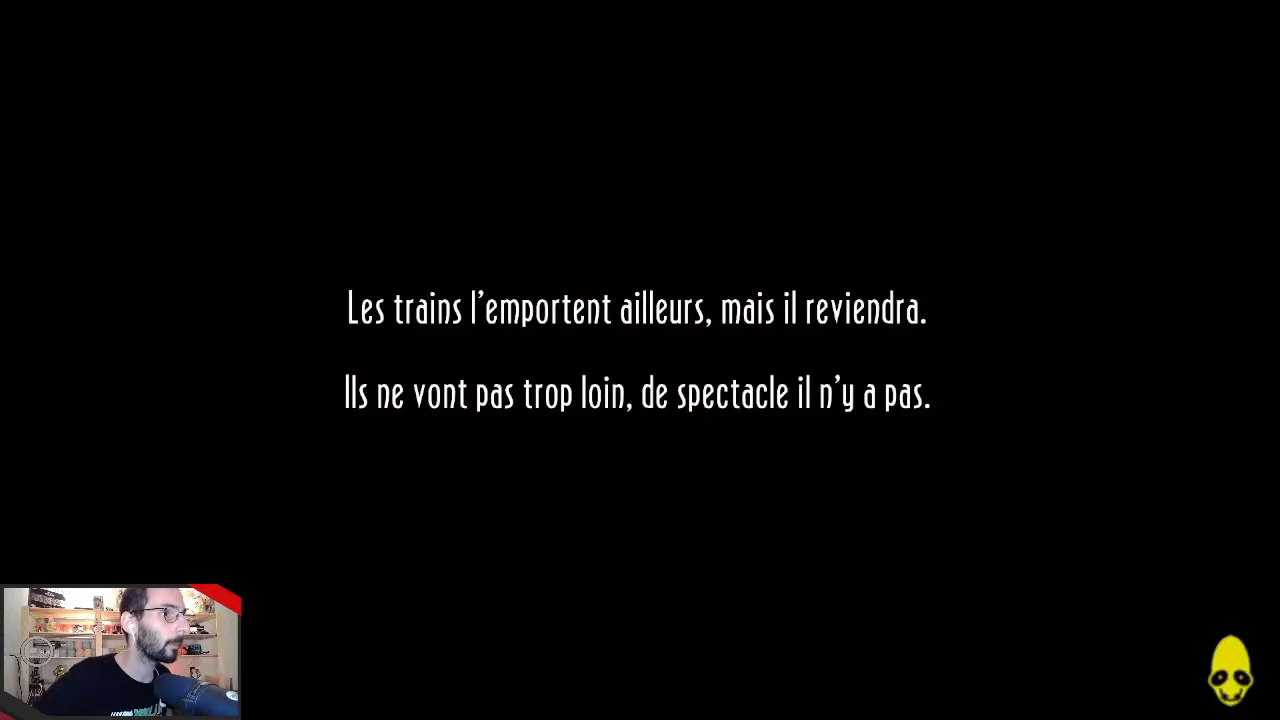 Les trains l'emportent ailleurs, mais il reviendra.
Ils ne vont pas trop loin, de spectacle il n'y a pas.